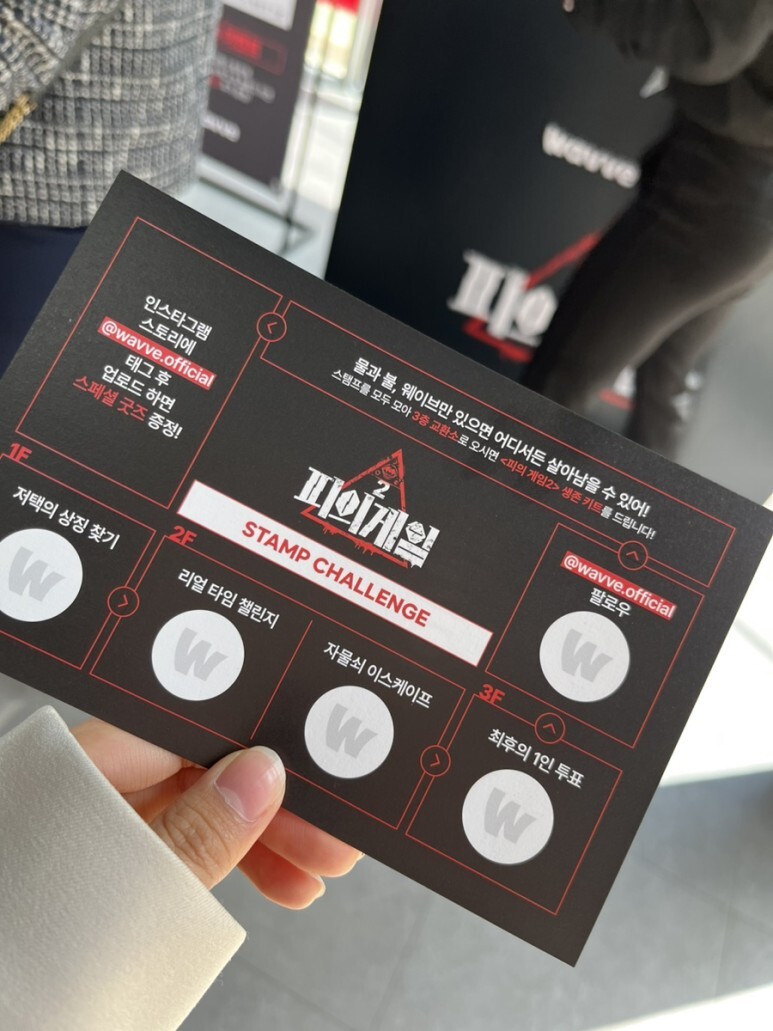 wavve
피의
인스타그램
스토리에
@wavve.official
태그 후
업로드 하면
스페셜 굿즈 증정!
물과 불, 웨이브만 있으면 어디서든 살아남을 수 있어!
스탬프를 모두 모아 3층 교환소로 오시면 <피의 게임2> 생존 키트를 드립니다!
2
피의게임
STAMP CHALLENGE
1F
저택의 상징 찾기
W
2F
리얼 타임 챌린지
W
자물쇠 이스케이프
W
3F
최후의 1인 투표
W
@wavve.official
팔로우
W